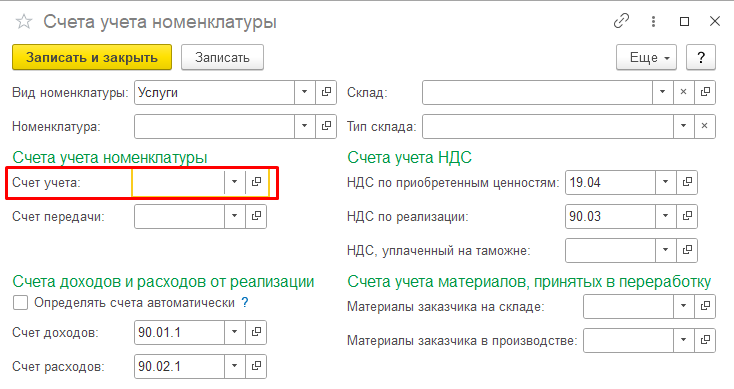 Счета учета номенклатуры
Записать и закрыть Записать Еще ?
Вид номенклатуры: Услуги Склад:
Номенклатура: Тип склада:
Счета учета номенклатуры Счета учета НДС
Счет учета: НДС по приобретенным ценностям: 19.04
Счет передачи: НДС по реализации: 90.03
НДС, уплаченный на таможне:
Счета доходов и расходов от реализации Счета учета материалов, принятых в переработку
Определять счета автоматически ? Материалы заказчика на складе:
Счет доходов: 90.01.1 Материалы заказчика в производстве:
Счет расходов: 90.02.1